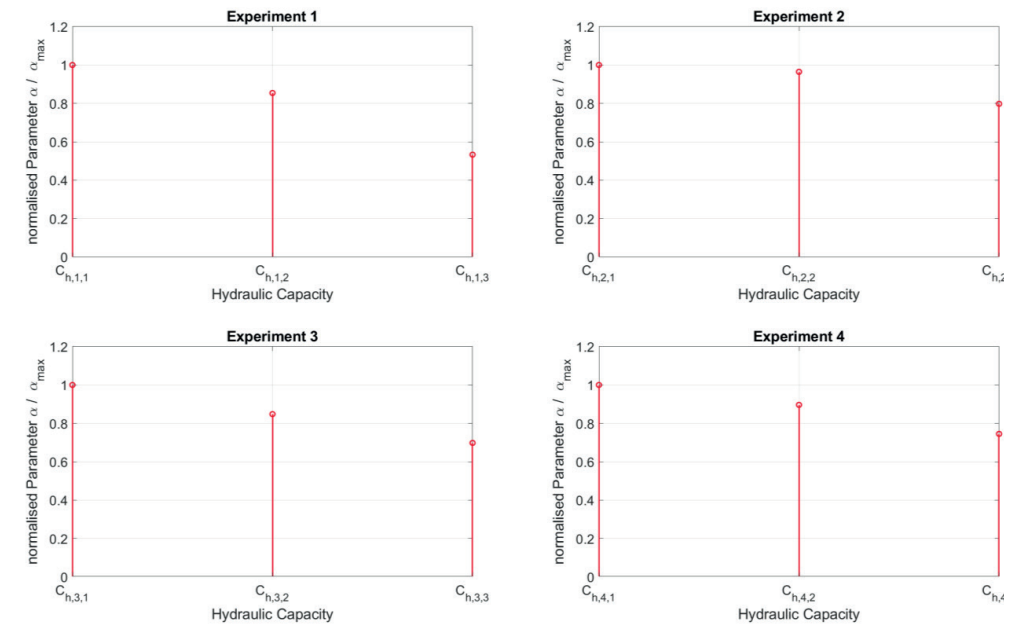 Experiment 1
1.2
1
0.8
0.6
0.4
0.2
0
normalised Parameter α / α_max
C_h,1,1 C_h,1,2 C_h,1,3
Hydraulic Capacity
Experiment 2
1.2
1
0.8
0.6
0.4
0.2
0
normalised Parameter α / α_max
C_h,2,1 C_h,2,2 C_h,2
Hydraulic Capacity
Experiment 3
1.2
1
0.8
0.6
0.4
0.2
0
normalised Parameter α / α_max
C_h,3,1 C_h,3,2 C_h,3,3
Hydraulic Capacity
Experiment 4
1.2
1
0.8
0.6
0.4
0.2
0
normalised Parameter α / α_max
C_h,4,1 C_h,4,2 C_h,4
Hydraulic Capacity